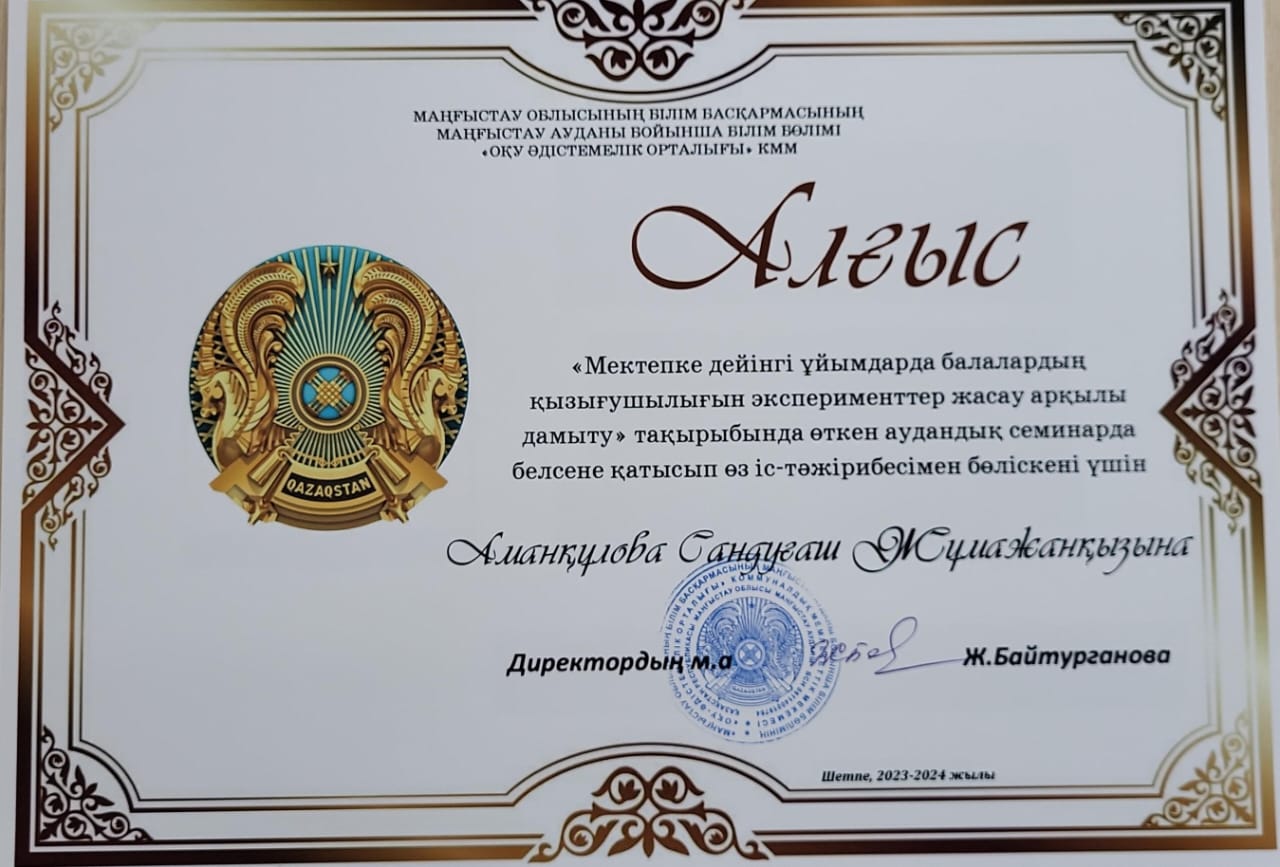 МАҢҒЫСТАУ ОБЛЫСЫНЫҢ БІЛІМ БАСҚАРМАСЫНЫҢ
МАҢҒЫСТАУ АУДАНЫ БОЙЫНША БІЛІМ БӨЛІМІ
«ОҚУ ӘДІСТЕМЕЛІК ОРТАЛЫҒЫ» КММ
Алғыс
«Мектепке дейінгі ұйымдарда балалардың
қызығушылығын эксперименттер жасау арқылы
дамыту» тақырыбында өткен аудандық семинарда
белсене қатысып өз іс-тәжірибесімен бөліскені үшін
QAZAQSTAN
Аманқұлова Сандуғаш Жұмажанқызына
Директордың м.а
Ж.Байтурганова
Шетпе, 2023-2024 жылы